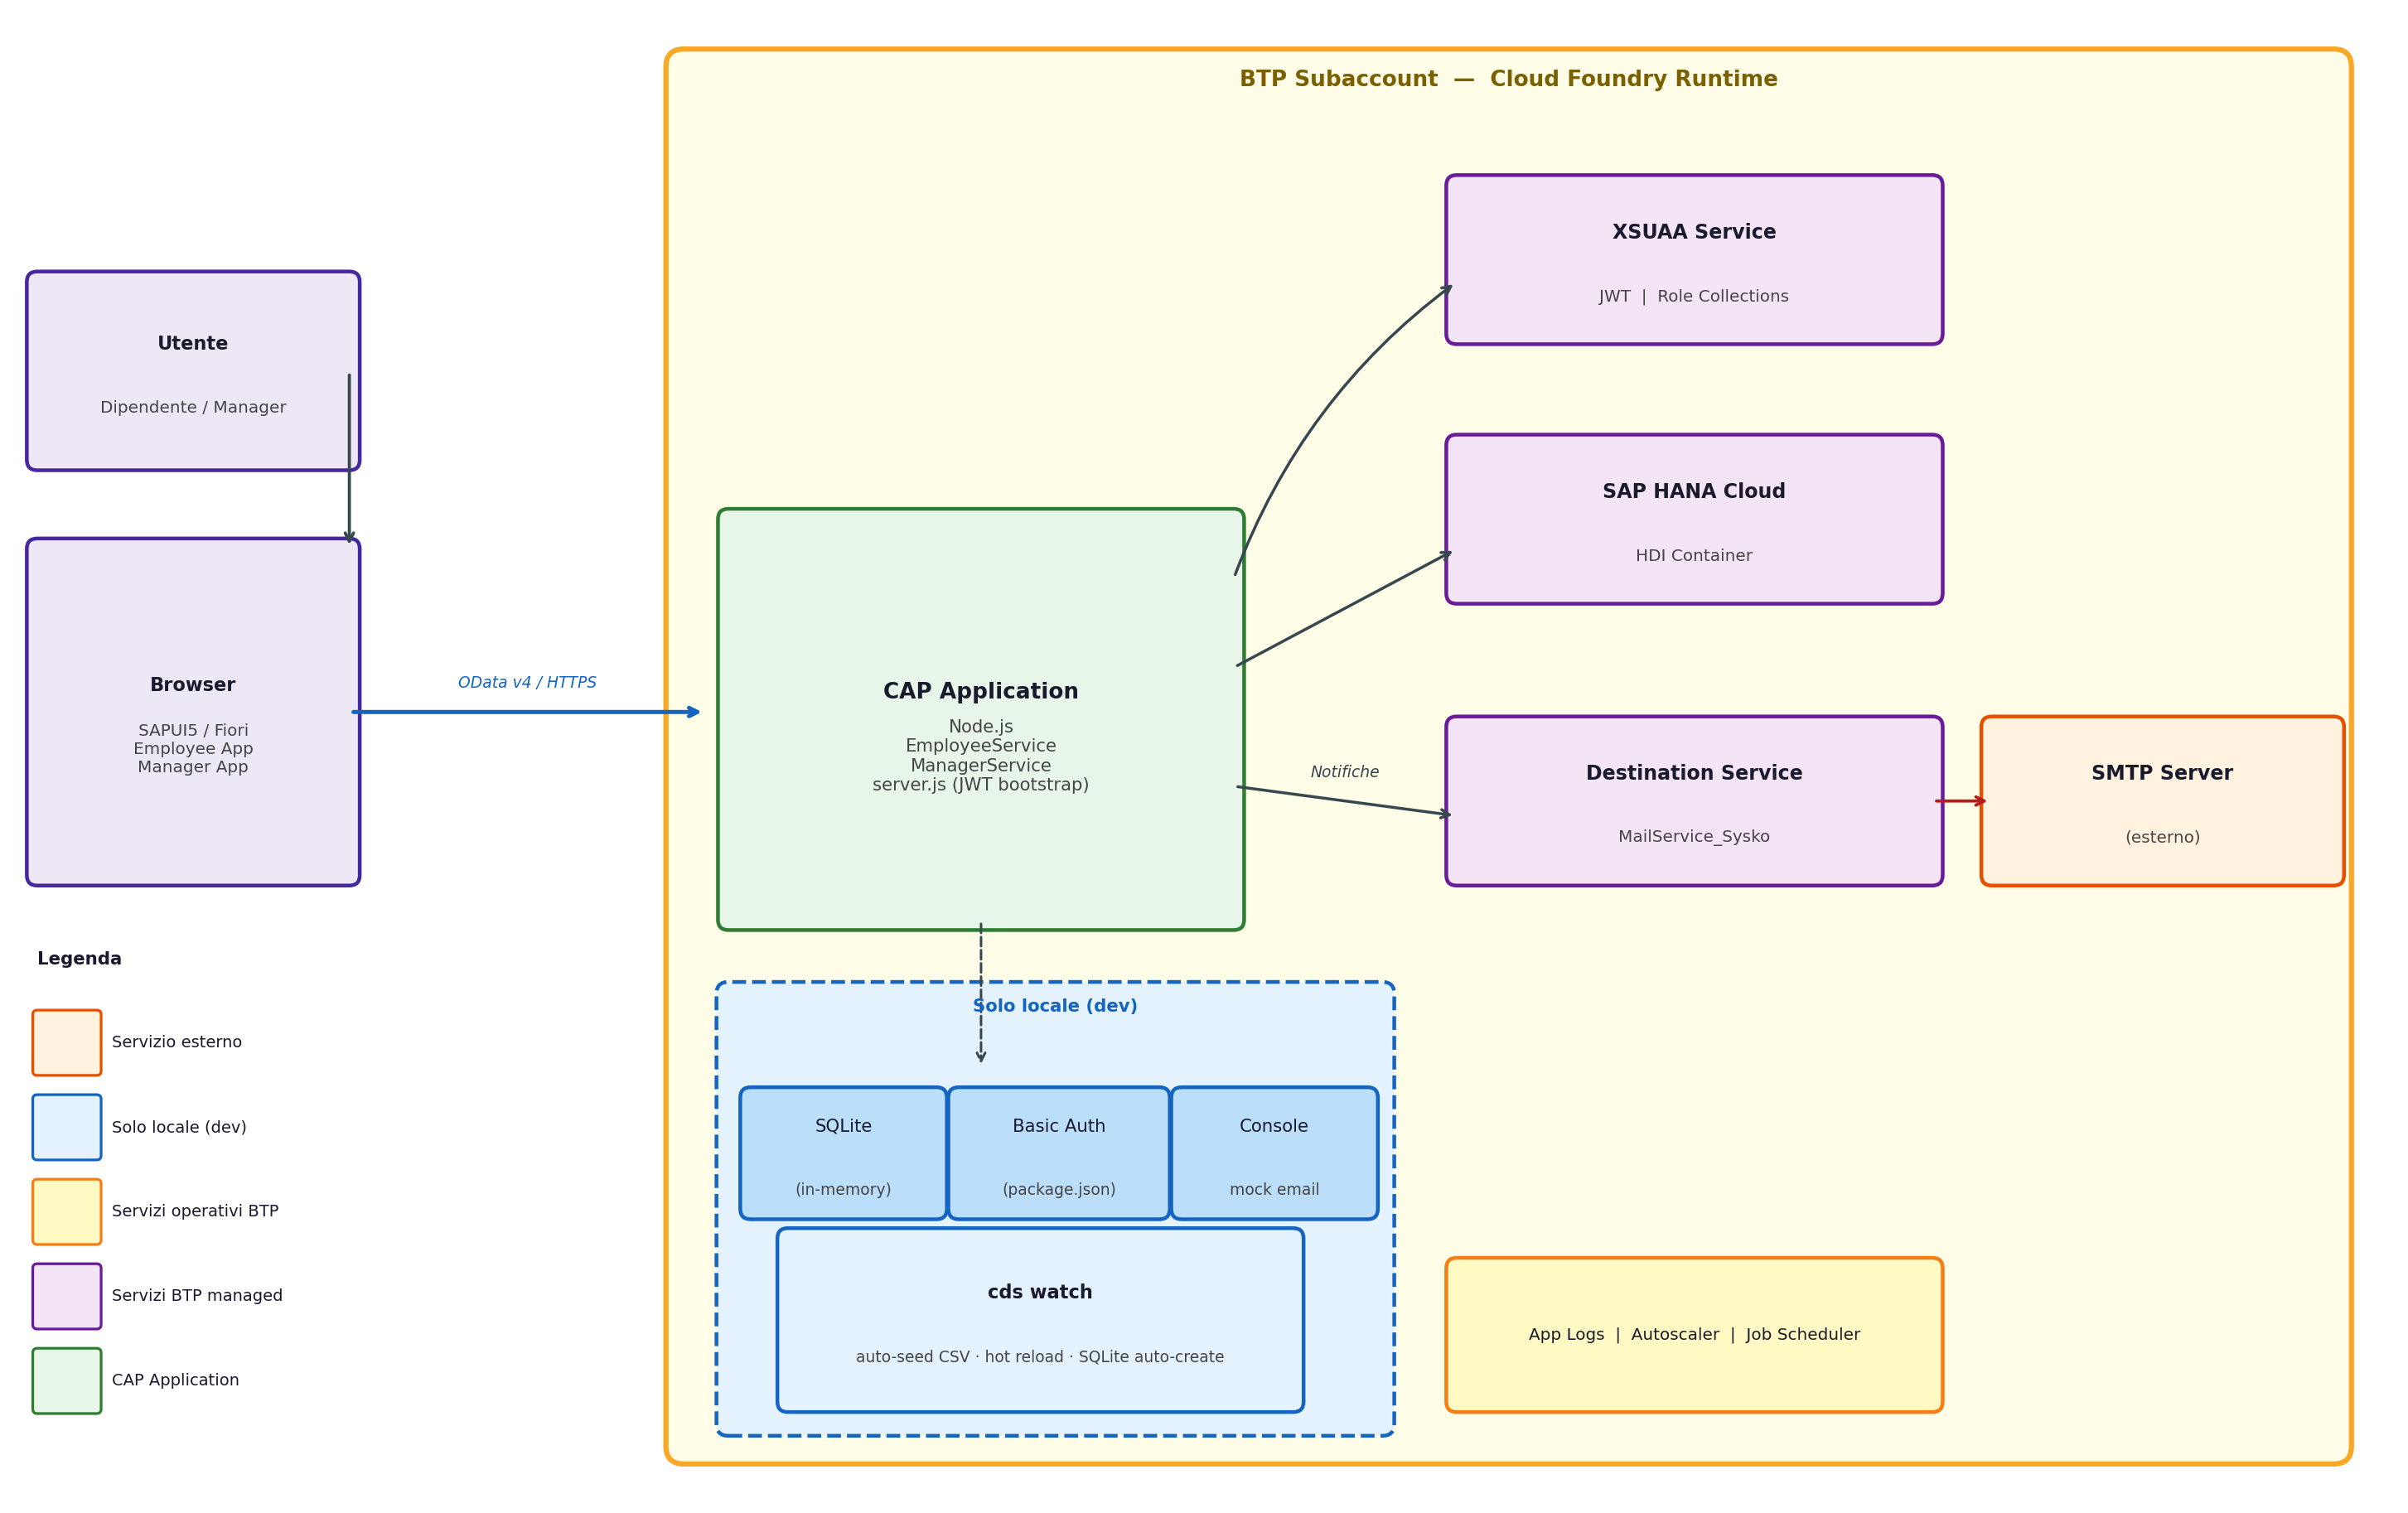 BTP Subaccount — Cloud Foundry Runtime
Utente
Dipendente / Manager
Browser
SAPUI5 / Fiori
Employee App
Manager App
OData v4 / HTTPS
CAP Application
Node.js
EmployeeService
ManagerService
server.js (JWT bootstrap)
XSUAA Service
JWT | Role Collections
SAP HANA Cloud
HDI Container
Notifiche
Destination Service
MailService_Sysko
SMTP Server
(esterno)
Solo locale (dev)
SQLite
(in-memory)
Basic Auth
(package.json)
Console
mock email
cds watch
auto-seed CSV · hot reload · SQLite auto-create
App Logs | Autoscaler | Job Scheduler
Legenda
Servizio esterno
Solo locale (dev)
Servizi operativi BTP
Servizi BTP managed
CAP Application